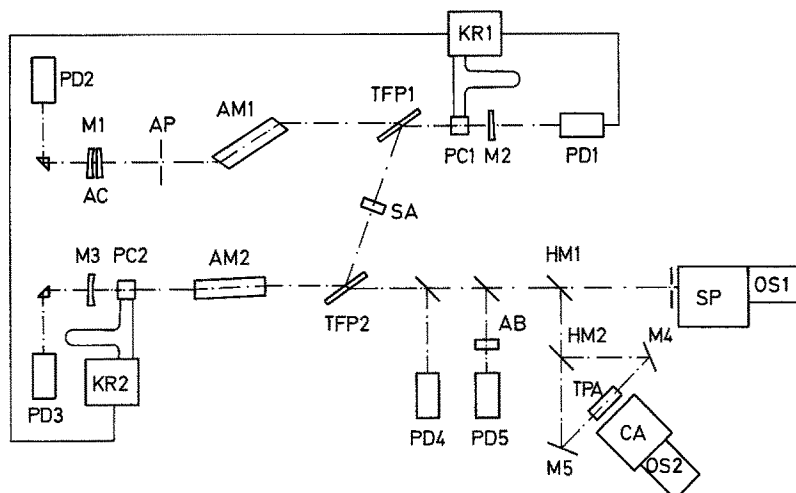 KR1
PD2
TFP1
AM1
M1
AP
PC1
M2
PD1
AC
SA
M3
PC2
AM2
HM1
OS1
TFP2
SP
AB
HM2
M4
KR2
TPA
PD3
PD4
PD5
CA
M5
OS2